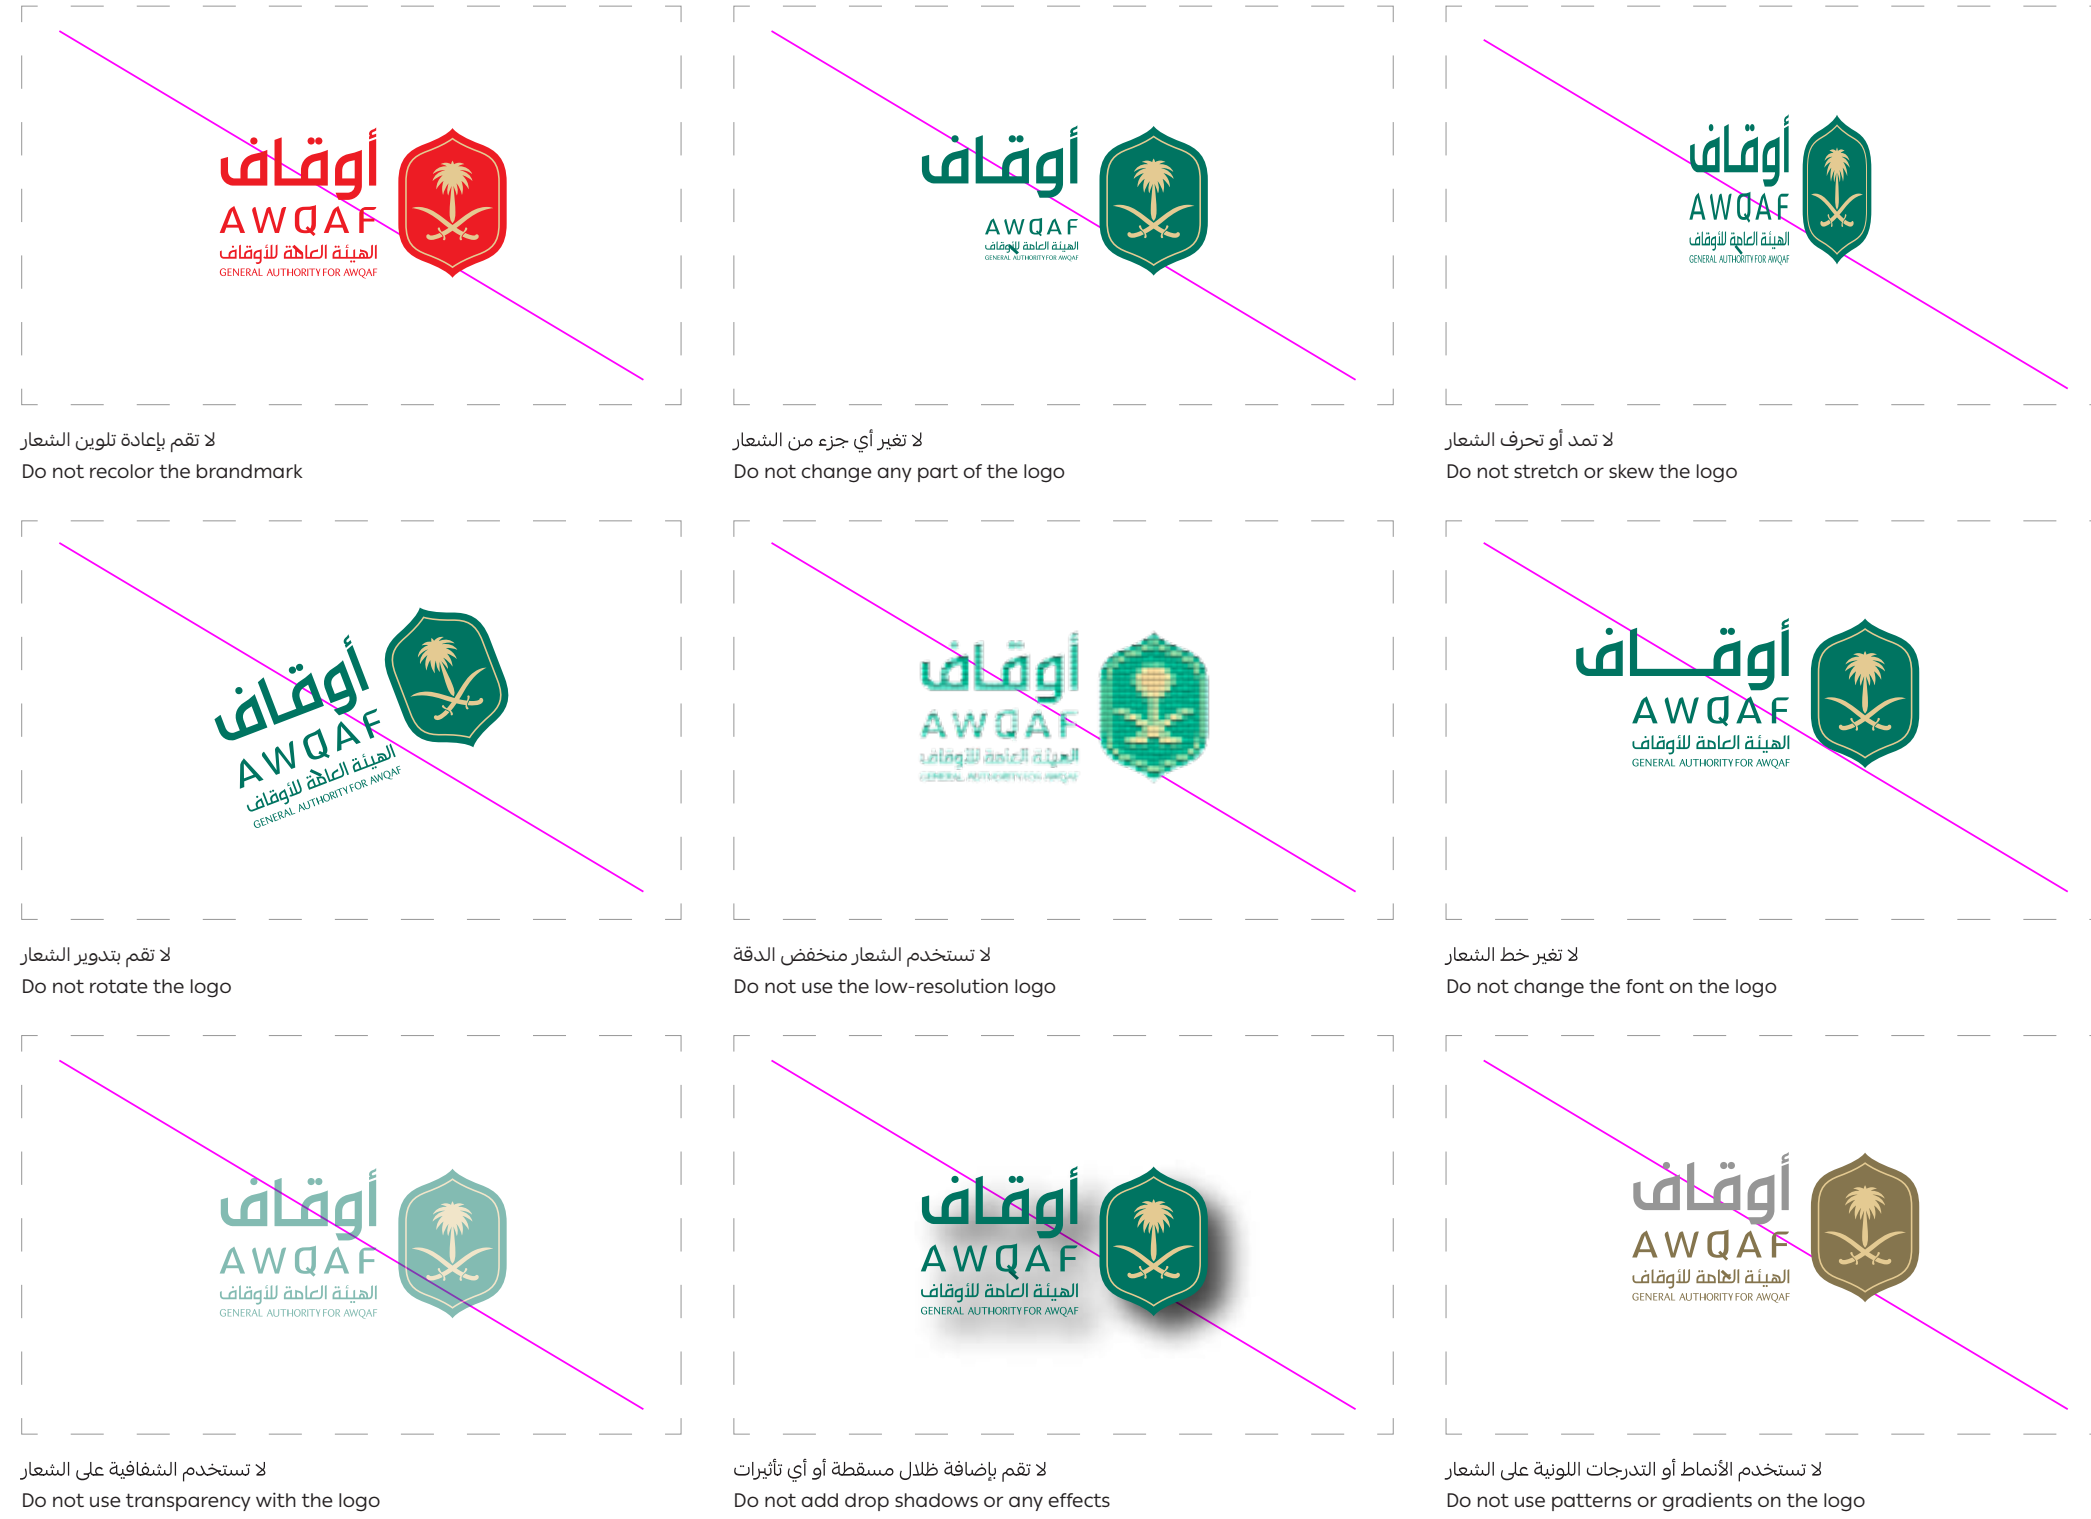 أوقاف
AWQAF
الهيئة العامة للأوقاف
GENERAL AUTHORITY FOR AWQAF
لا تقم بإعادة تلوين الشعار
Do not recolor the brandmark
أوقاف
AWQAF
الهيئة العامة للأوقاف
GENERAL AUTHORITY FOR AWQAF
لا تغير أي جزء من الشعار
Do not change any part of the logo
أوقاف
AWQAF
الهيئة العامة للأوقاف
GENERAL AUTHORITY FOR AWQAF
لا تمد أو تحرف الشعار
Do not stretch or skew the logo
أوقاف
AWQAF
الهيئة العامة للأوقاف
GENERAL AUTHORITY FOR AWQAF
لا تقم بتدوير الشعار
Do not rotate the logo
أوقاف
AWQAF
الهيئة العامة للأوقاف
GENERAL AUTHORITY FOR AWQAF
لا تستخدم الشعار منخفض الدقة
Do not use the low-resolution logo
أوقـــاف
AWQAF
الهيئة العامة للأوقاف
GENERAL AUTHORITY FOR AWQAF
لا تغير خط الشعار
Do not change the font on the logo
أوقاف
AWQAF
الهيئة العامة للأوقاف
GENERAL AUTHORITY FOR AWQAF
لا تستخدم الشفافية على الشعار
Do not use transparency with the logo
أوقاف
AWQAF
الهيئة العامة للأوقاف
GENERAL AUTHORITY FOR AWQAF
لا تقم بإضافة ظلال مسقطة أو أي تأثيرات
Do not add drop shadows or any effects
أوقاف
AWQAF
الهيئة العامة للأوقاف
GENERAL AUTHORITY FOR AWQAF
لا تستخدم الأنماط أو التدرجات اللونية على الشعار
Do not use patterns or gradients on the logo